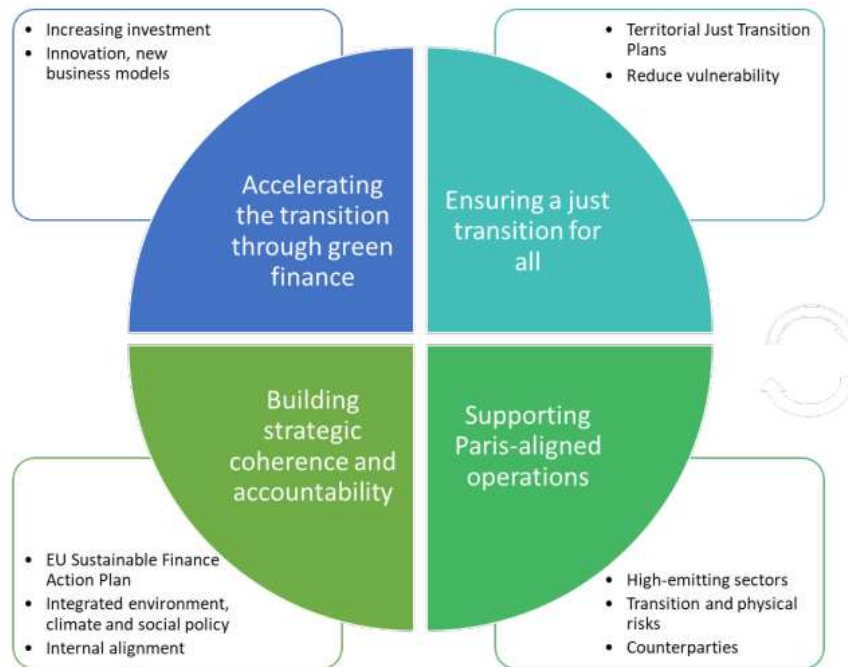 • Increasing investment
• Innovation, new
business models
• Territorial Just Transition
Plans
• Reduce vulnerability
Accelerating
the transition
through green
finance
Ensuring a just
transition for
all
Building
strategic
coherence and
accountability
Supporting
Paris-aligned
operations
• EU Sustainable Finance
Action Plan
• Integrated environment,
climate and social policy
• Internal alignment
• High-emitting sectors
• Transition and physical
risks
• Counterparties